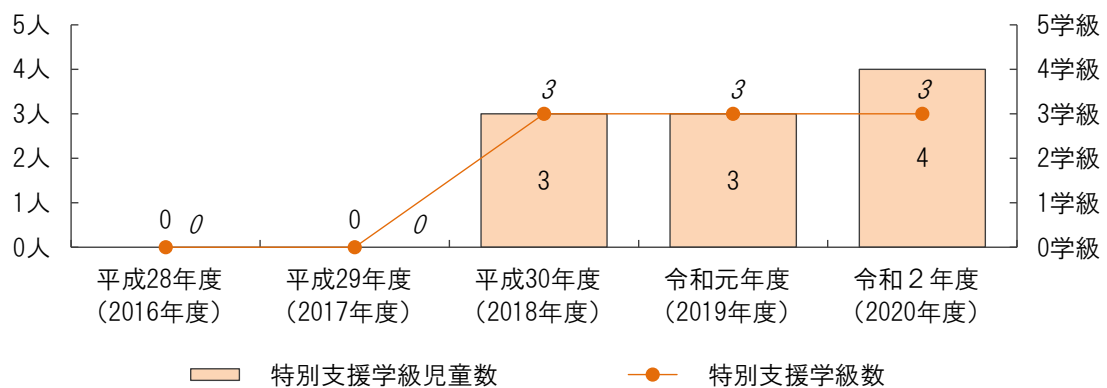 5人
4人
3人
2人
1人
0人
5学級
4学級
3学級
2学級
1学級
0学級
0 0
0 0
3
3
3
3
3
4
平成28年度
（2016年度）
平成29年度
（2017年度）
平成30年度
（2018年度）
令和元年度
（2019年度）
令和２年度
（2020年度）
特別支援学級児童数
特別支援学級数